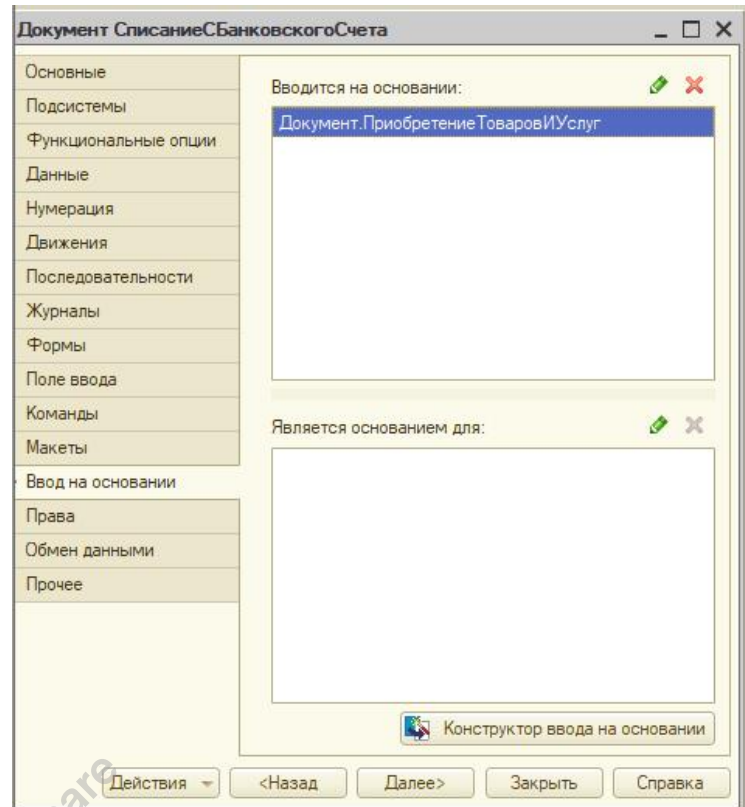 Документ СписаниеСБанковскогоСчета
Основные
Подсистемы
Функциональные опции
Данные
Нумерация
Движения
Последовательности
Журналы
Формы
Поле ввода
Команды
Макеты
Ввод на основании
Права
Обмен данными
Прочее
Вводится на основании:
Документ.ПриобретениеТоваровИУслуг
Является основанием для:
Конструктор ввода на основании
Действия
<Назад
Далее>
Закрыть
Справка